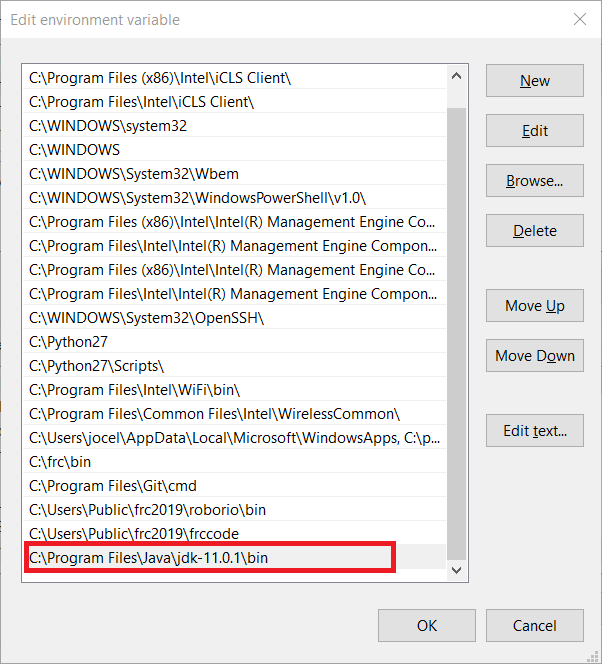 Edit environment variable
C:\Program Files (x86)\Intel\iCLS Client\
C:\Program Files\Intel\iCLS Client\
C:\WINDOWS\system32
C:\WINDOWS
C:\WINDOWS\System32\Wbem
C:\WINDOWS\System32\WindowsPowerShell\v1.0\
C:\Program Files (x86)\Intel\Intel(R) Management Engine Co...
C:\Program Files\Intel\Intel(R) Management Engine Compon...
C:\Program Files (x86)\Intel\Intel(R) Management Engine Co...
C:\Program Files\Intel\Intel(R) Management Engine Compon...
C:\WINDOWS\System32\OpenSSH\
C:\Python27
C:\Python27\Scripts\
C:\Program Files\Intel\WiFi\bin\
C:\Program Files\Common Files\Intel\WirelessCommon\
C:\Users\jocel\AppData\Local\Microsoft\WindowsApps, C:\p...
C:\frc\bin
C:\Program Files\Git\cmd
C:\Users\Public\frc2019\roborio\bin
C:\Users\Public\frc2019\frccode
C:\Program Files\Java\jdk-11.0.1\bin
New
Edit
Browse...
Delete
Move Up
Move Down
Edit text...
OK
Cancel